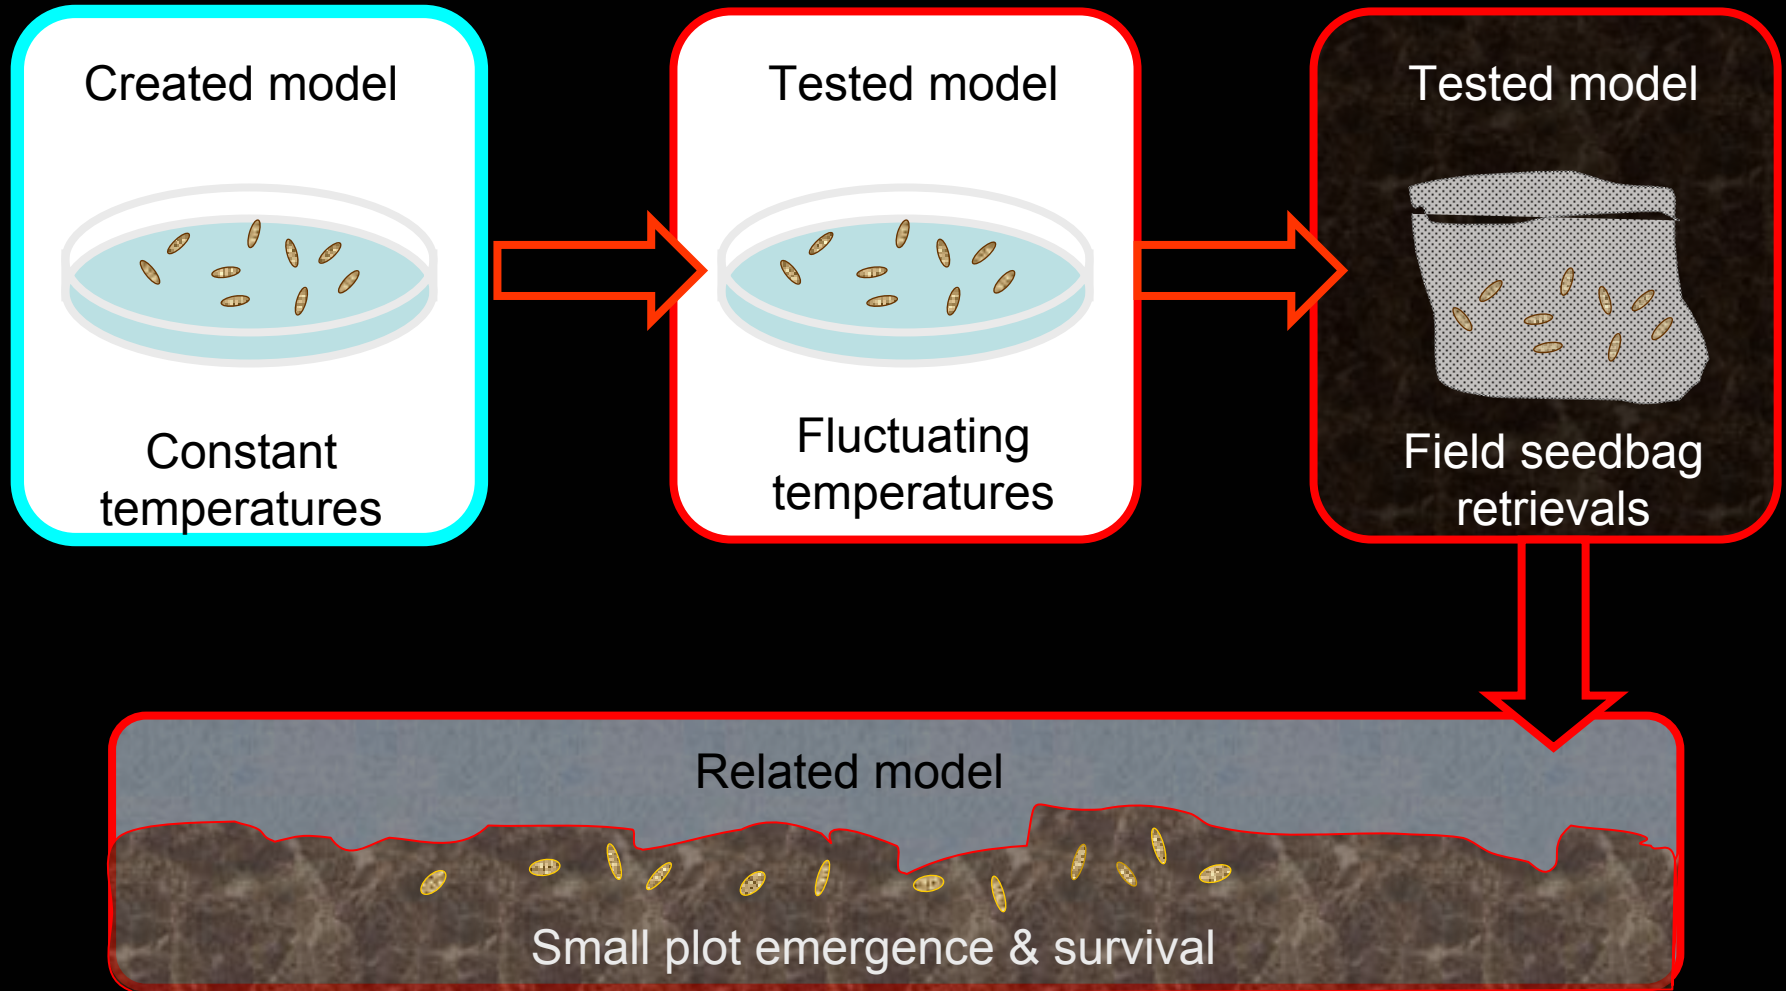 Created model
Constant
temperatures
Tested model
Fluctuating
temperatures
Tested model
Field seedbag
retrievals
Related model
Small plot emergence & survival